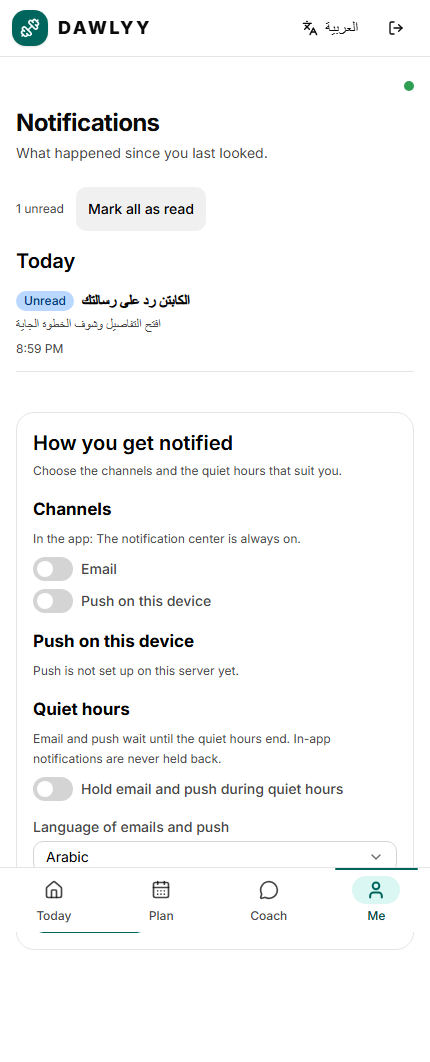 DAWLYY
العربية
Notifications
What happened since you last looked.
1 unread
Mark all as read
Today
Unread الكابتن رد على رسالتك
افتح التفاصيل وشوف الخطوة الجاية
8:59 PM
How you get notified
Choose the channels and the quiet hours that suit you.
Channels
In the app: The notification center is always on.
Email
Push on this device
Push on this device
Push is not set up on this server yet.
Quiet hours
Email and push wait until the quiet hours end. In-app
notifications are never held back.
Hold email and push during quiet hours
Language of emails and push
Arabic
Today
Plan
Coach
Me